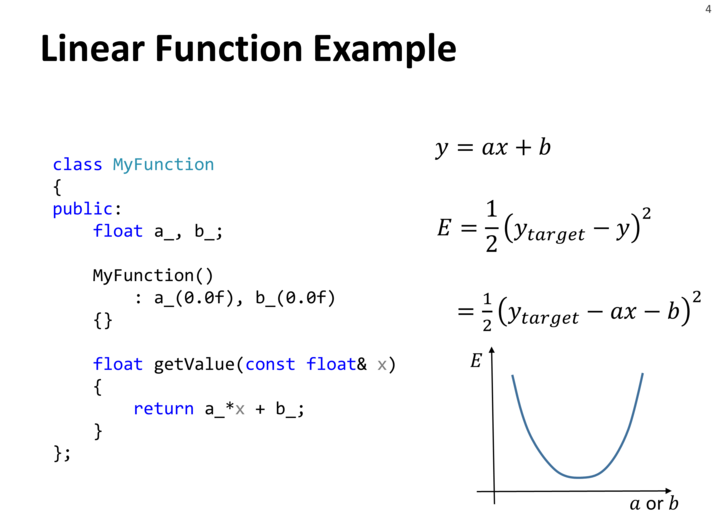 4
Linear Function Example
class MyFunction
{
public:
float a_, b_;
MyFunction()
: a_(0.0f), b_(0.0f)
{}
float getValue(const float& x)
{
return a_*x + b_;
}
};
y = ax + b
E = 1/2 (y_target − y)^2
= 1/2 (y_target − ax − b)^2
E
a or b